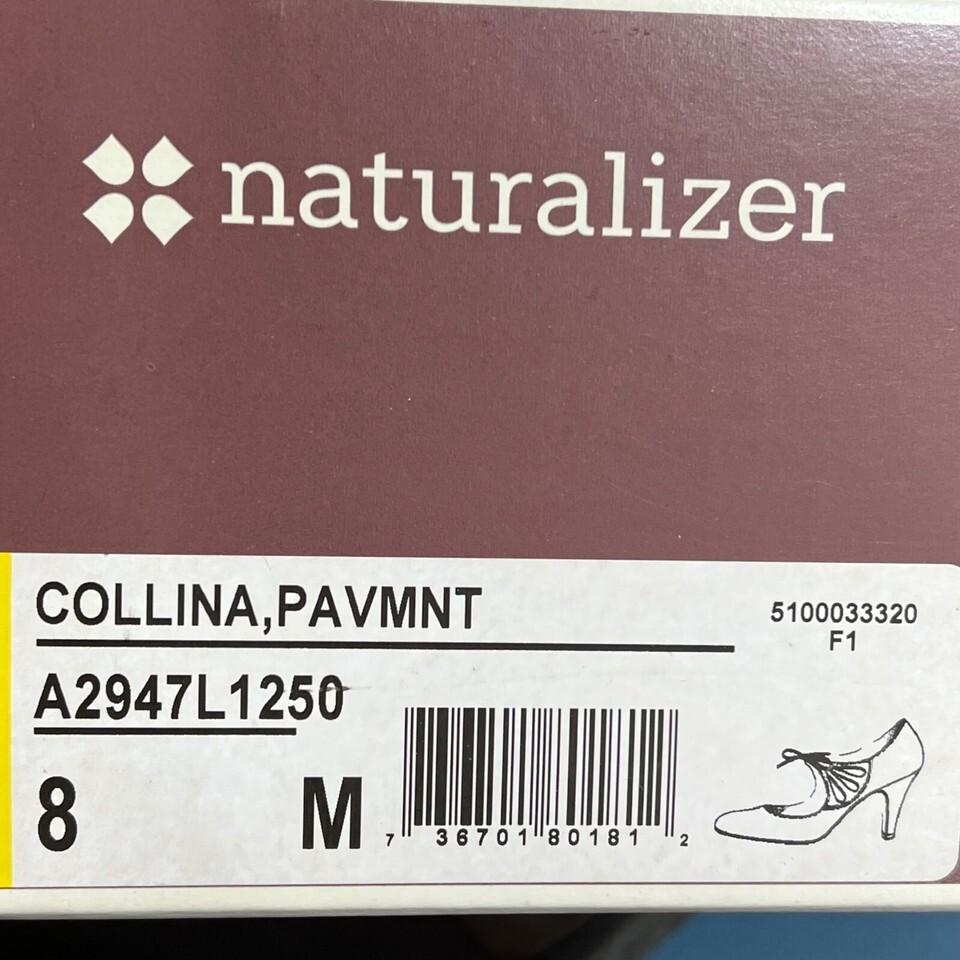 naturalizer
COLLINA,PAVMNT
5100033320
F1
A2947L1250
8 M
7 36701 80181 2